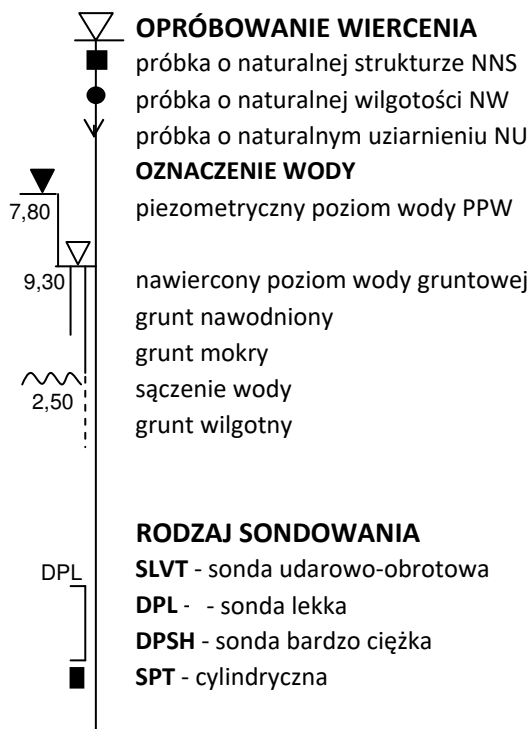 OPRÓBOWANIE WIERCENIA
próbka o naturalnej strukturze NNS
próbka o naturalnej wilgotości NW
próbka o naturalnym uziarnieniu NU
OZNACZENIE WODY
7,80 piezometryczny poziom wody PPW
9,30 nawiercony poziom wody gruntowej
grunt nawodniony
grunt mokry
sączenie wody
2,50
grunt wilgotny
RODZAJ SONDOWANIA
DPL SLVT - sonda udarowo-obrotowa
DPL - - sonda lekka
DPSH - sonda bardzo ciężka
SPT - cylindryczna